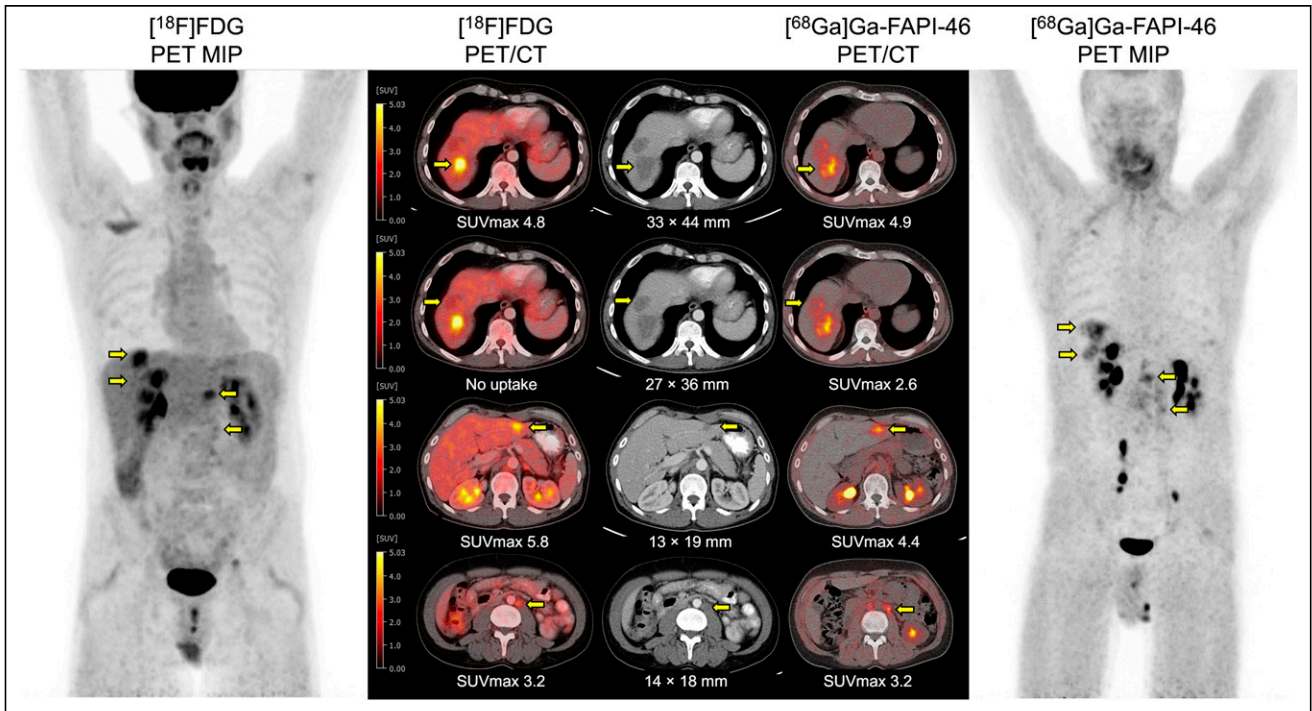 [¹⁸F]FDG
PET MIP
[¹⁸F]FDG
PET/CT
[⁶⁸Ga]Ga-FAPI-46
PET/CT
[⁶⁸Ga]Ga-FAPI-46
PET MIP
[SUV]
5.03
4.0
3.0
2.0
1.0
0.00
SUVmax 4.8
33 × 44 mm
SUVmax 4.9
[SUV]
5.03
4.0
3.0
2.0
1.0
0.00
No uptake
27 × 36 mm
SUVmax 2.6
[SUV]
5.03
4.0
3.0
2.0
1.0
0.00
SUVmax 5.8
13 × 19 mm
SUVmax 4.4
[SUV]
5.03
4.0
3.0
2.0
1.0
0.00
SUVmax 3.2
14 × 18 mm
SUVmax 3.2